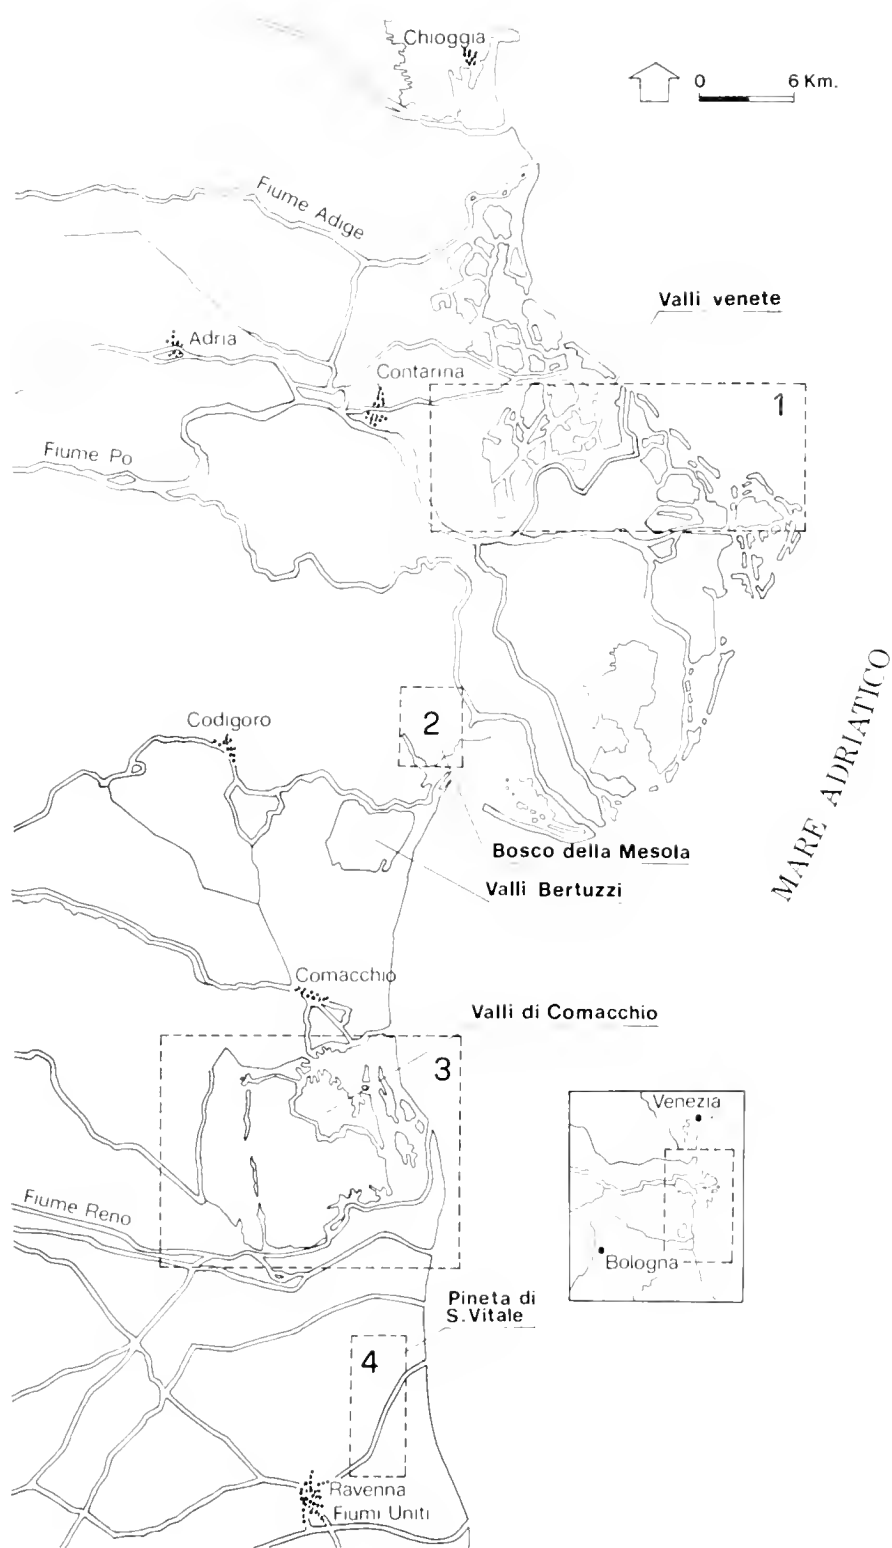 Chioggia
0 6 Km.
Fiume Adige
Valli venete
Adria
Contarina
1
Fiume Po
MARE ADRIATICO
2
Codigoro
Bosco della Mesola
Valli Bertuzzi
Comacchio
Valli di Comacchio
3
Venezia
Fiume Reno
Bologna
Pineta di
S. Vitale
4
Ravenna
Fiumi Uniti